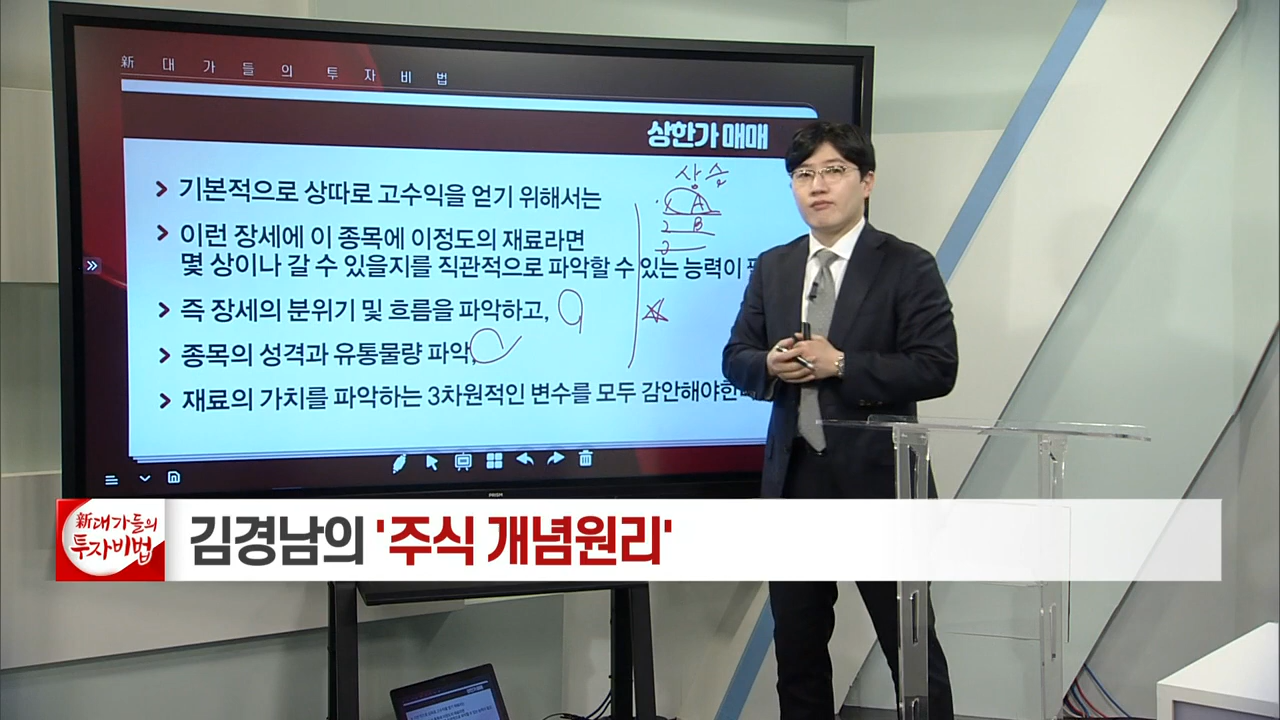 新 대 가 들 의 투 자 비 법
상한가 매매
기본적으로 상따로 고수익을 얻기 위해서는
이런 장세에 이 종목에 이정도의 재료라면
몇 상이나 갈 수 있을지를 직관적으로 파악할 수 있는 능력이
즉 장세의 분위기 및 흐름을 파악하고,
종목의 성격과 유통물량 파악,
재료의 가치를 파악하는 3차원적인 변수를 모두 감안해야한
상승
A
2 B
新대가들의
투자비법
김경남의 '주식 개념원리'